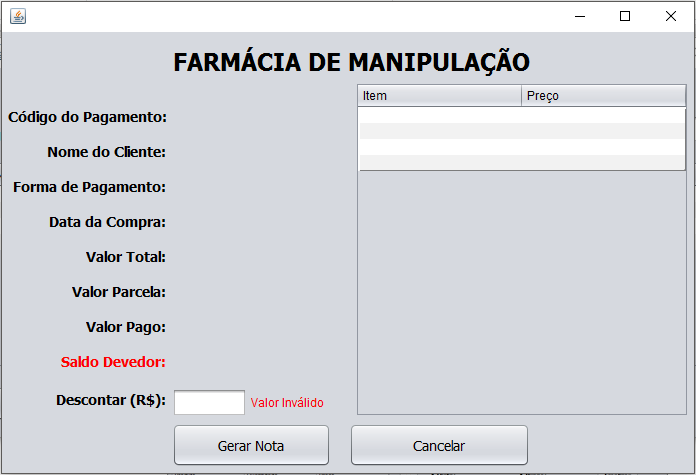 FARMÁCIA DE MANIPULAÇÃO
Item Preço
Código do Pagamento:
Nome do Cliente:
Forma de Pagamento:
Data da Compra:
Valor Total:
Valor Parcela:
Valor Pago:
Saldo Devedor:
Descontar (R$): Valor Inválido
Gerar Nota Cancelar